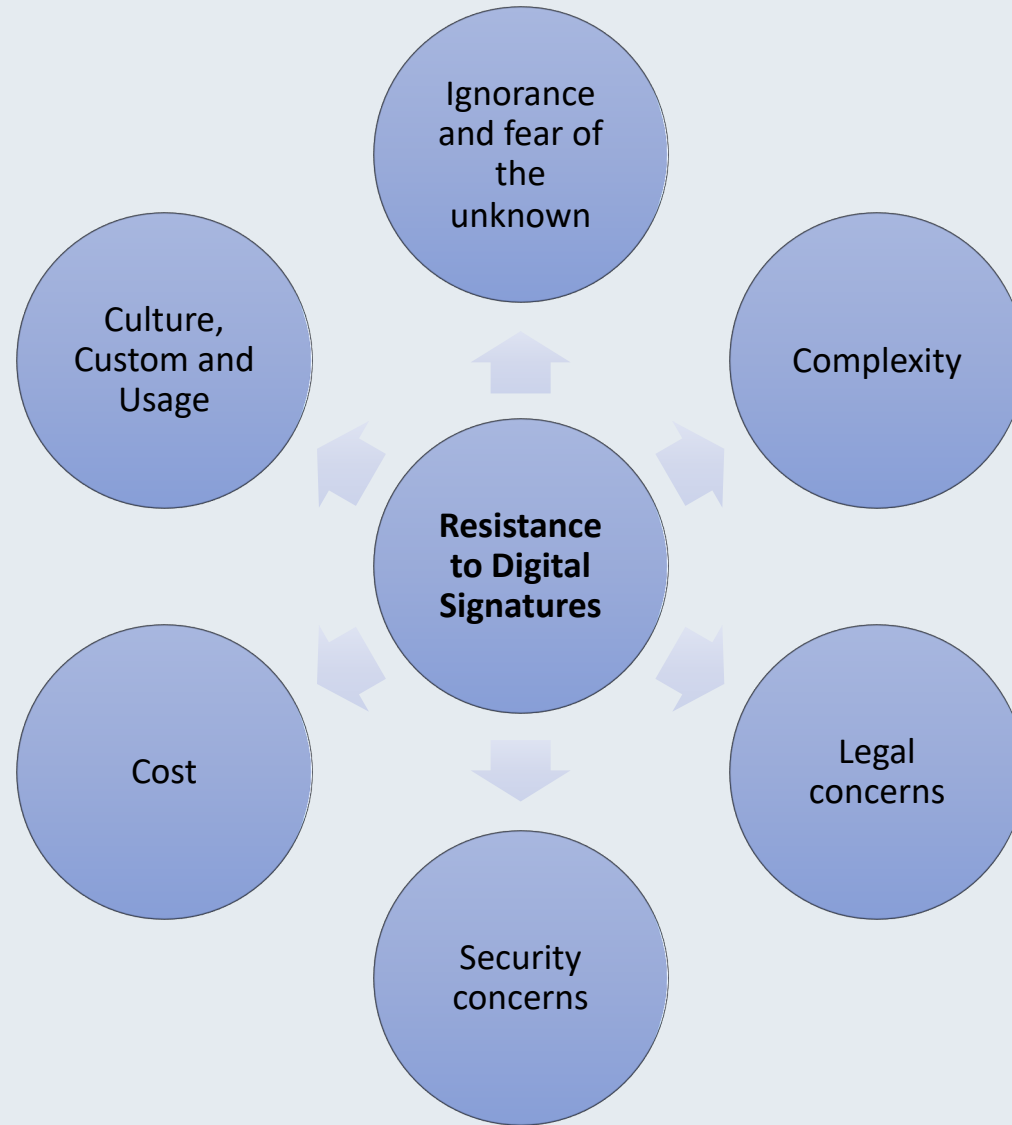 Ignorance
and fear of
the
unknown
Culture,
Custom and
Usage
Complexity
Resistance
to Digital
Signatures
Cost
Legal
concerns
Security
concerns